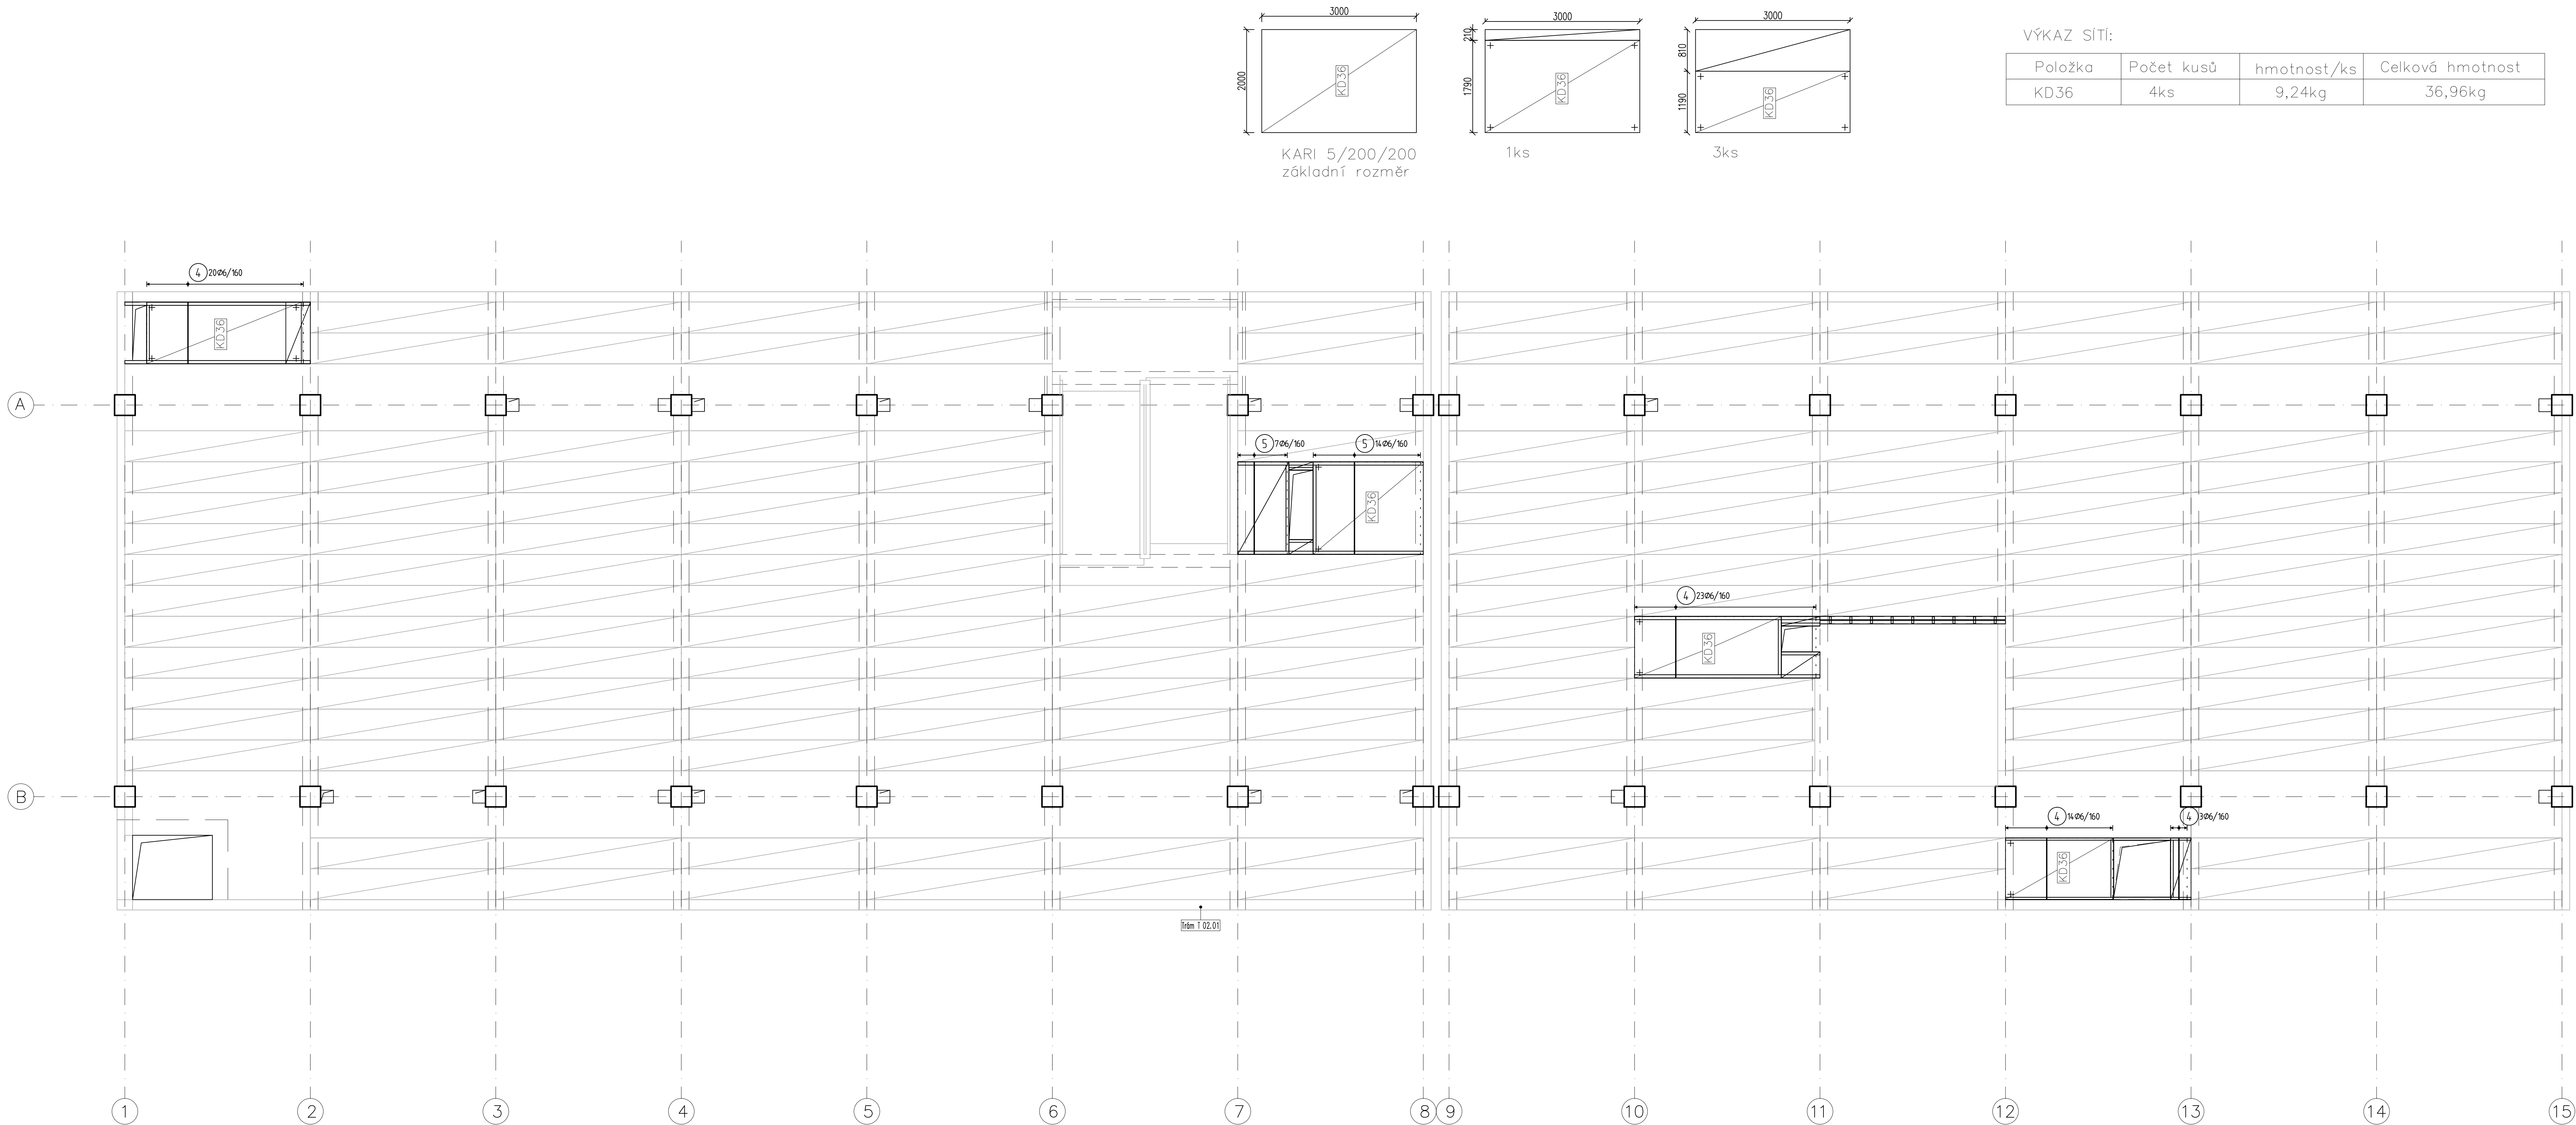 3000
2000
KD36
KARI 5/200/200
základní rozměr
3000
210
1790
KD36
1ks
3000
810
1190
KD36
3ks
VÝKAZ SÍTÍ:
Položka Počet kusů hmotnost/ks Celková hmotnost
KD36 4ks 9,24kg 36,96kg
4 20Ø6/160
KD36
A
5 7Ø6/160
5 14Ø6/160
KD36
4 23Ø6/160
KD36
B
4 14Ø6/160
4 3Ø6/160
KD36
Trám T 02.01
1 2 3 4 5 6 7 8 9 10 11 12 13 14 15